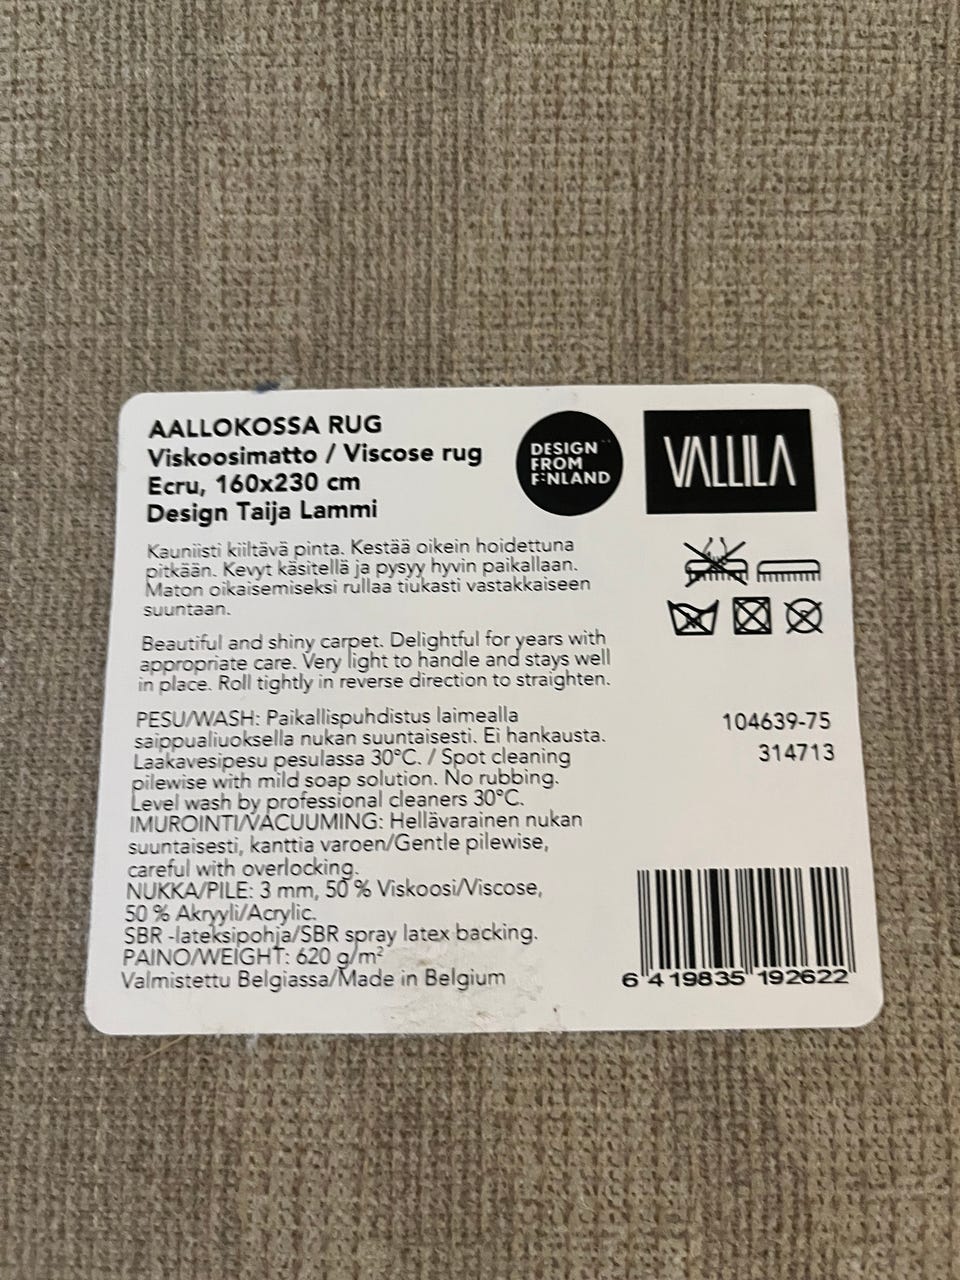 AALLOKOSSA RUG
Viskoosimatto / Viscose rug
Ecru, 160x230 cm
Design Taija Lammi
DESIGN
FROM
FINLAND
VALLILA
Kauniisti kiiltävä pinta. Kestää oikein hoidettuna
pitkään. Kevyt käsitellä ja pysyy hyvin paikallaan.
Maton oikaisemiseksi rullaa tiukasti vastakkaiseen
suuntaan.
Beautiful and shiny carpet. Delightful for years with
appropriate care. Very light to handle and stays well
in place. Roll tightly in reverse direction to straighten.
PESU/WASH: Paikallispuhdistus laimealla
saippualiuoksella nukan suuntaisesti. Ei hankausta.
Laakavesipesu pesulassa 30°C. / Spot cleaning
pilewise with mild soap solution. No rubbing.
Level wash by professional cleaners 30°C.
IMUROINTI/VACUUMING: Hellävarainen nukan
suuntaisesti, kanttia varoen/Gentle pilewise,
careful with overlocking.
NUKKA/PILE: 3 mm, 50 % Viskoosi/Viscose,
50 % Akryyli/Acrylic.
SBR -lateksipohja/SBR spray latex backing.
PAINO/WEIGHT: 620 g/m²
Valmistettu Belgiassa/Made in Belgium
104639-75
314713
6 419835 192622